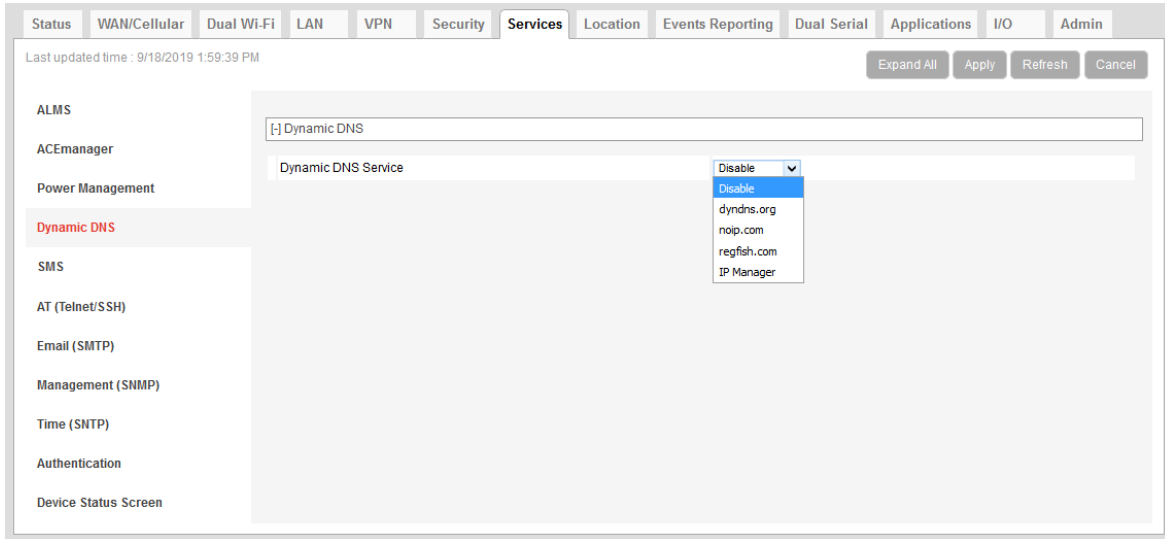 Status WAN/Cellular Dual Wi-Fi LAN VPN Security Services Location Events Reporting Dual Serial Applications I/O Admin
Last updated time : 9/18/2019 1:59:39 PM
Expand All Apply Refresh Cancel
ALMS
ACEmanager
Power Management
Dynamic DNS
SMS
AT (Telnet/SSH)
Email (SMTP)
Management (SNMP)
Time (SNTP)
Authentication
Device Status Screen
[-] Dynamic DNS
Dynamic DNS Service Disable
Disable
dyndns.org
noip.com
regfish.com
IP Manager